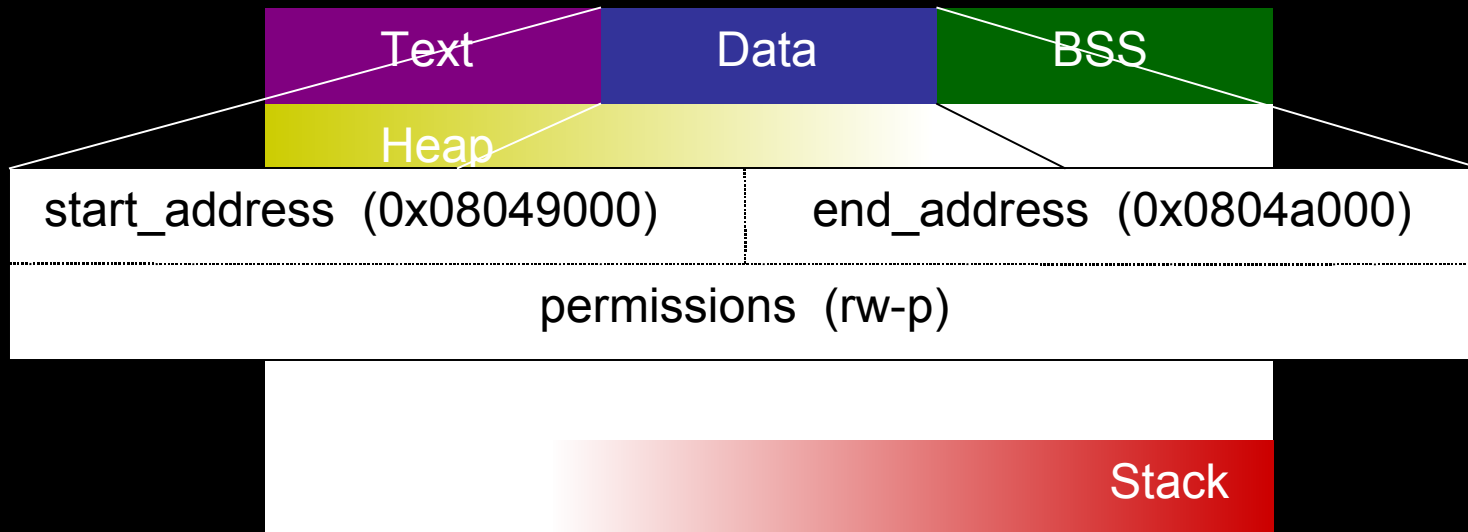 Text Data BSS
Heap
start_address (0x08049000) end_address (0x0804a000)
permissions (rw-p)
Stack